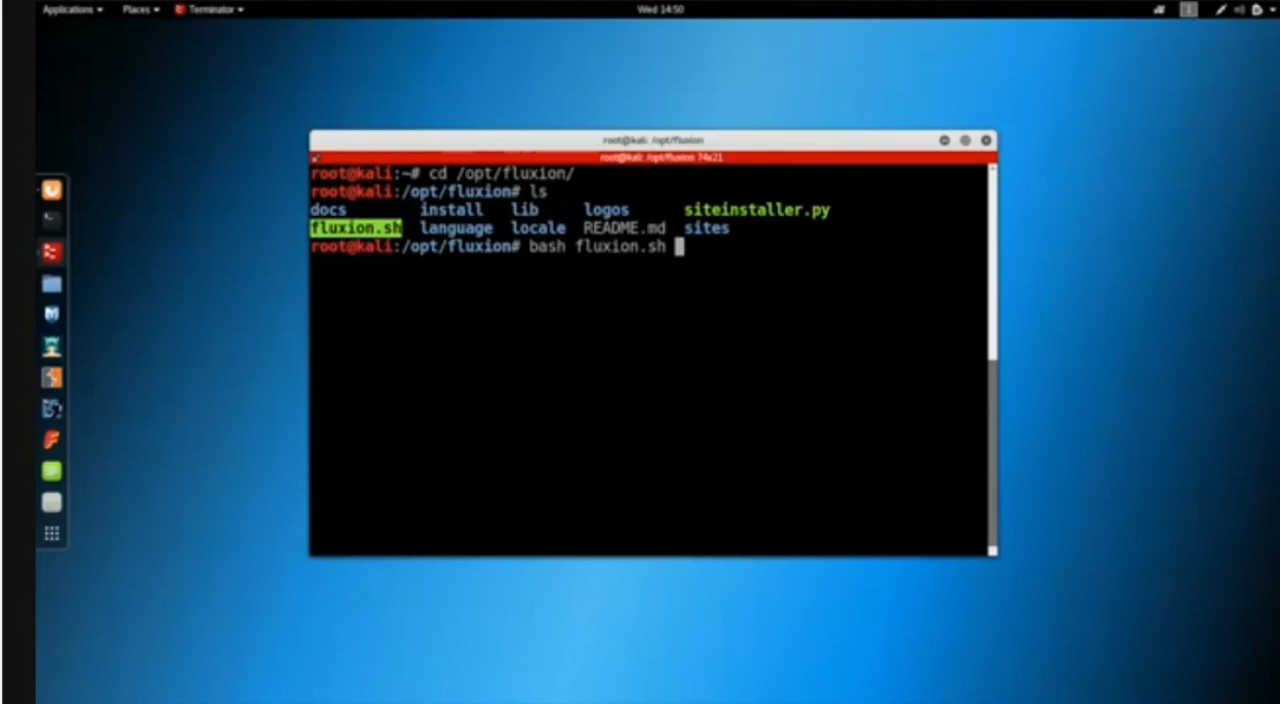 Applications Places Terminator Wed 14:50 1
root@kali: /opt/fluxion
root@kali: /opt/fluxion 74x21
root@kali:~# cd /opt/fluxion/
root@kali:/opt/fluxion# ls
docs install lib logos siteinstaller.py
fluxion.sh language locale README.md sites
root@kali:/opt/fluxion# bash fluxion.sh